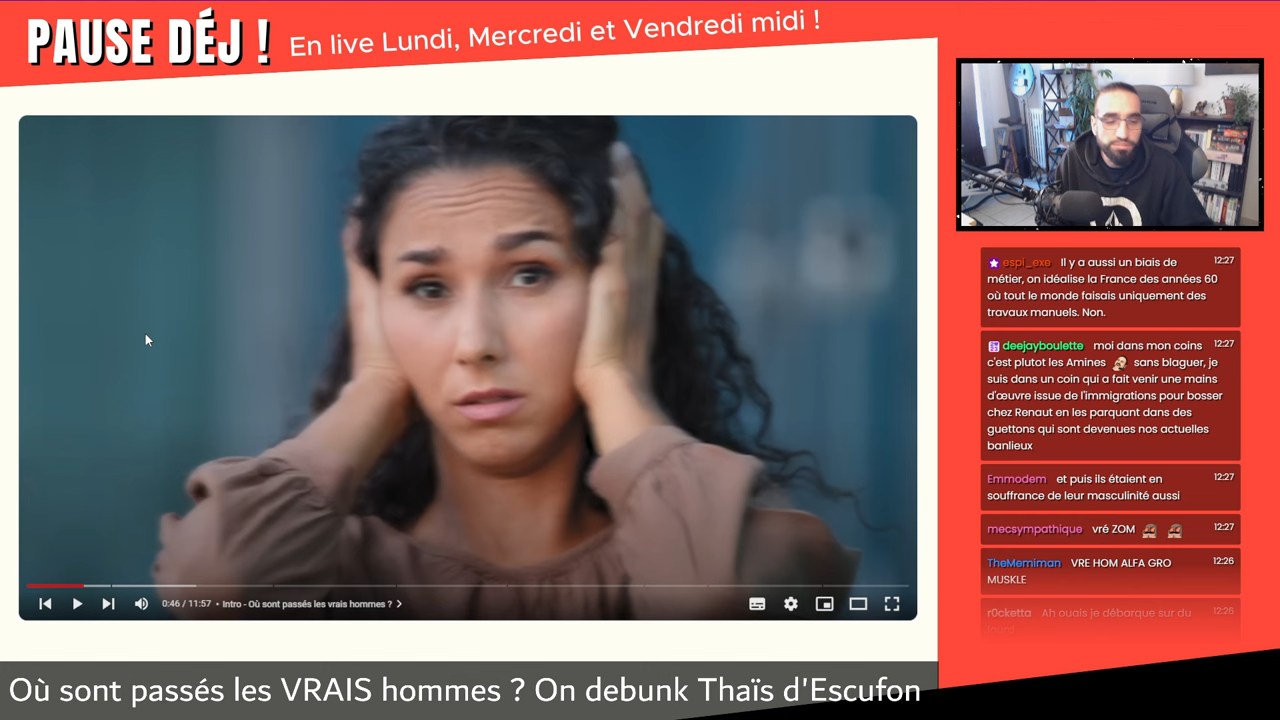 PAUSE DÉJ !
En live Lundi, Mercredi et Vendredi midi !
espi_exe Il y a aussi un biais de 12:27
métier, on idéalise la France des années 60
où tout le monde faisais uniquement des
travaux manuels. Non.
deejayboulette moi dans mon coins 12:27
c'est plutot les Amines sans blaguer, je
suis dans un coin qui a fait venir une mains
d'œuvre issue de l'immigrations pour bosser
chez Renaut en les parquant dans des
guettons qui sont devenues nos actuelles
banlieux
Emmodem et puis ils étaient en 12:27
souffrance de leur masculinité aussi
mecsympathique vré ZOM 12:27
TheMemiman VRE HOM ALFA GRO 12:26
MUSKLE
r0cketta Ah ouais je débarque sur du 12:26
lourd
0:46 / 11:57 • Intro - Où sont passés les vrais hommes ?
Où sont passés les VRAIS hommes ? On debunk Thaïs d'Escufon